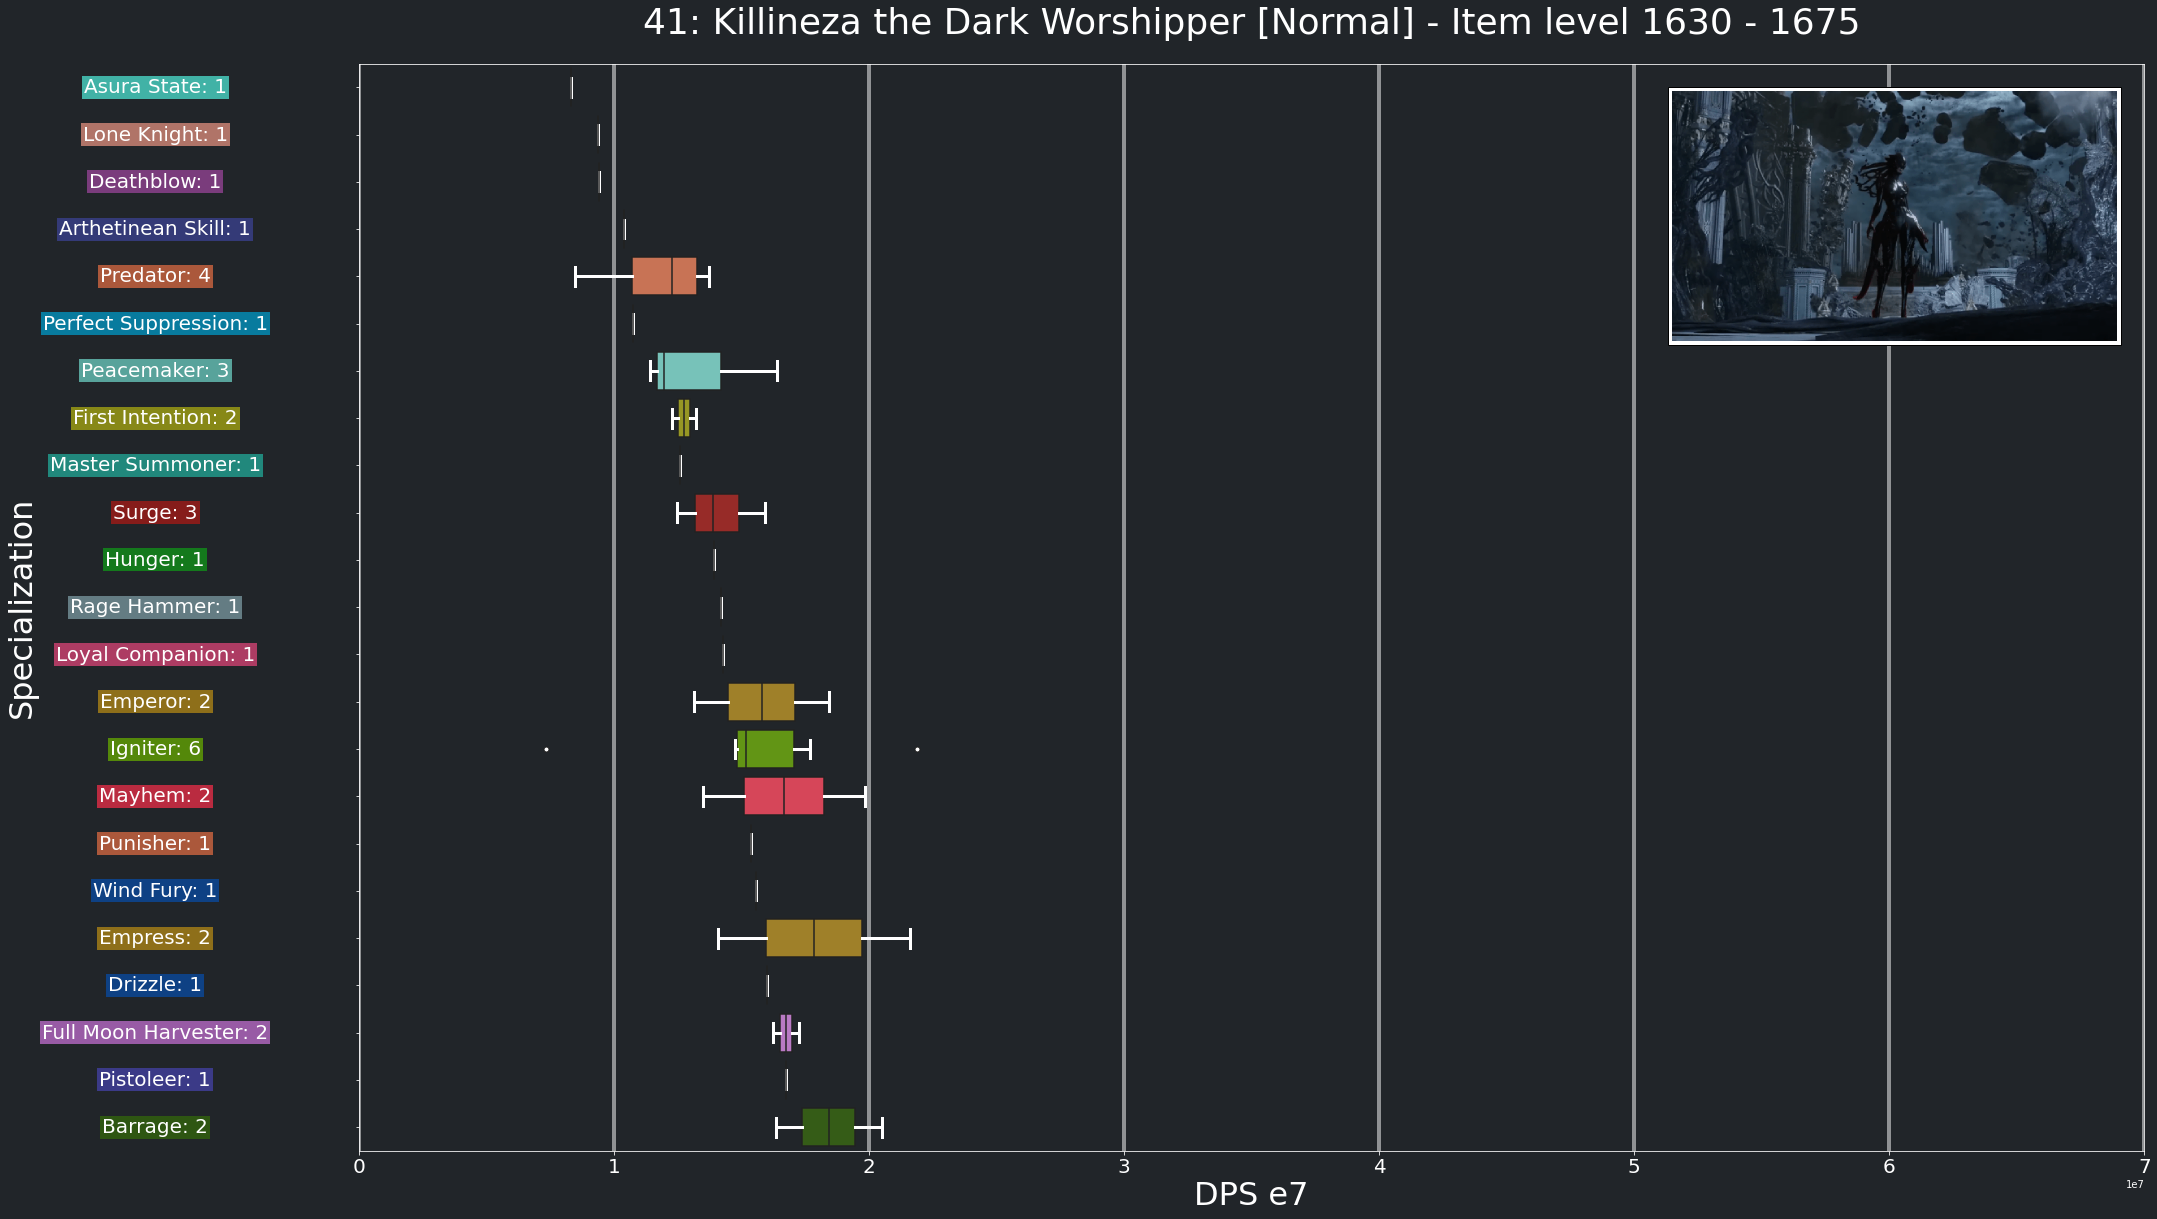 41: Killineza the Dark Worshipper [Normal] - Item level 1630 - 1675
Specialization
Asura State: 1
Lone Knight: 1
Deathblow: 1
Arthetinean Skill: 1
Predator: 4
Perfect Suppression: 1
Peacemaker: 3
First Intention: 2
Master Summoner: 1
Surge: 3
Hunger: 1
Rage Hammer: 1
Loyal Companion: 1
Emperor: 2
Igniter: 6
Mayhem: 2
Punisher: 1
Wind Fury: 1
Empress: 2
Drizzle: 1
Full Moon Harvester: 2
Pistoleer: 1
Barrage: 2
0 1 2 3 4 5 6 7
1e7
DPS e7